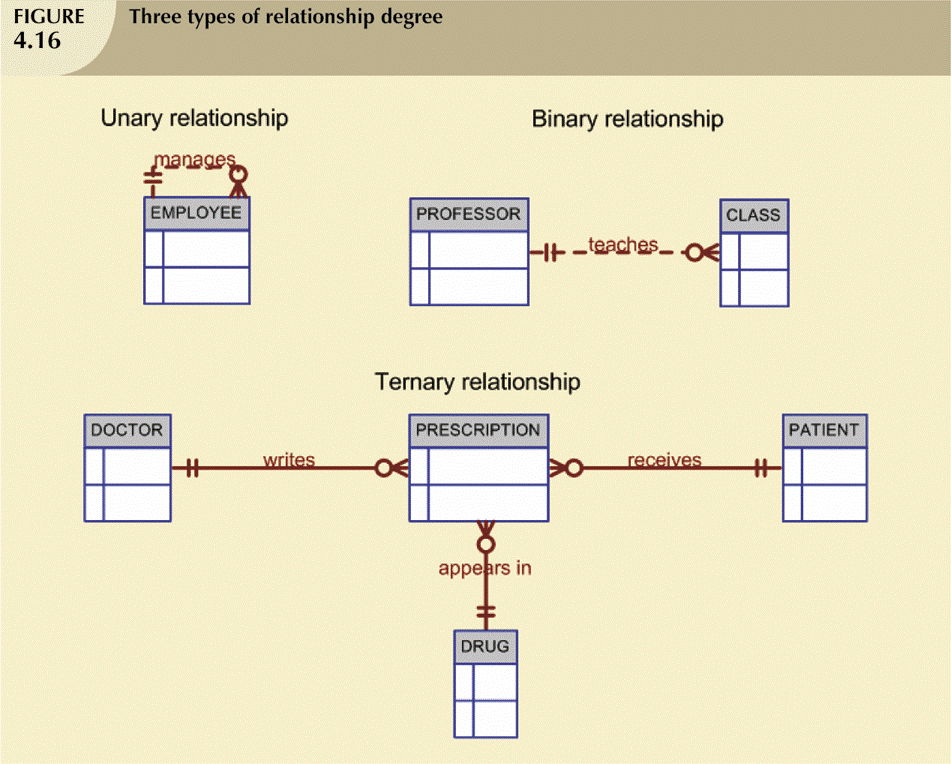 FIGURE
4.16
Three types of relationship degree
Unary relationship
Binary relationship
manages
EMPLOYEE
PROFESSOR
teaches
CLASS
Ternary relationship
DOCTOR
writes
PRESCRIPTION
receives
PATIENT
appears in
DRUG